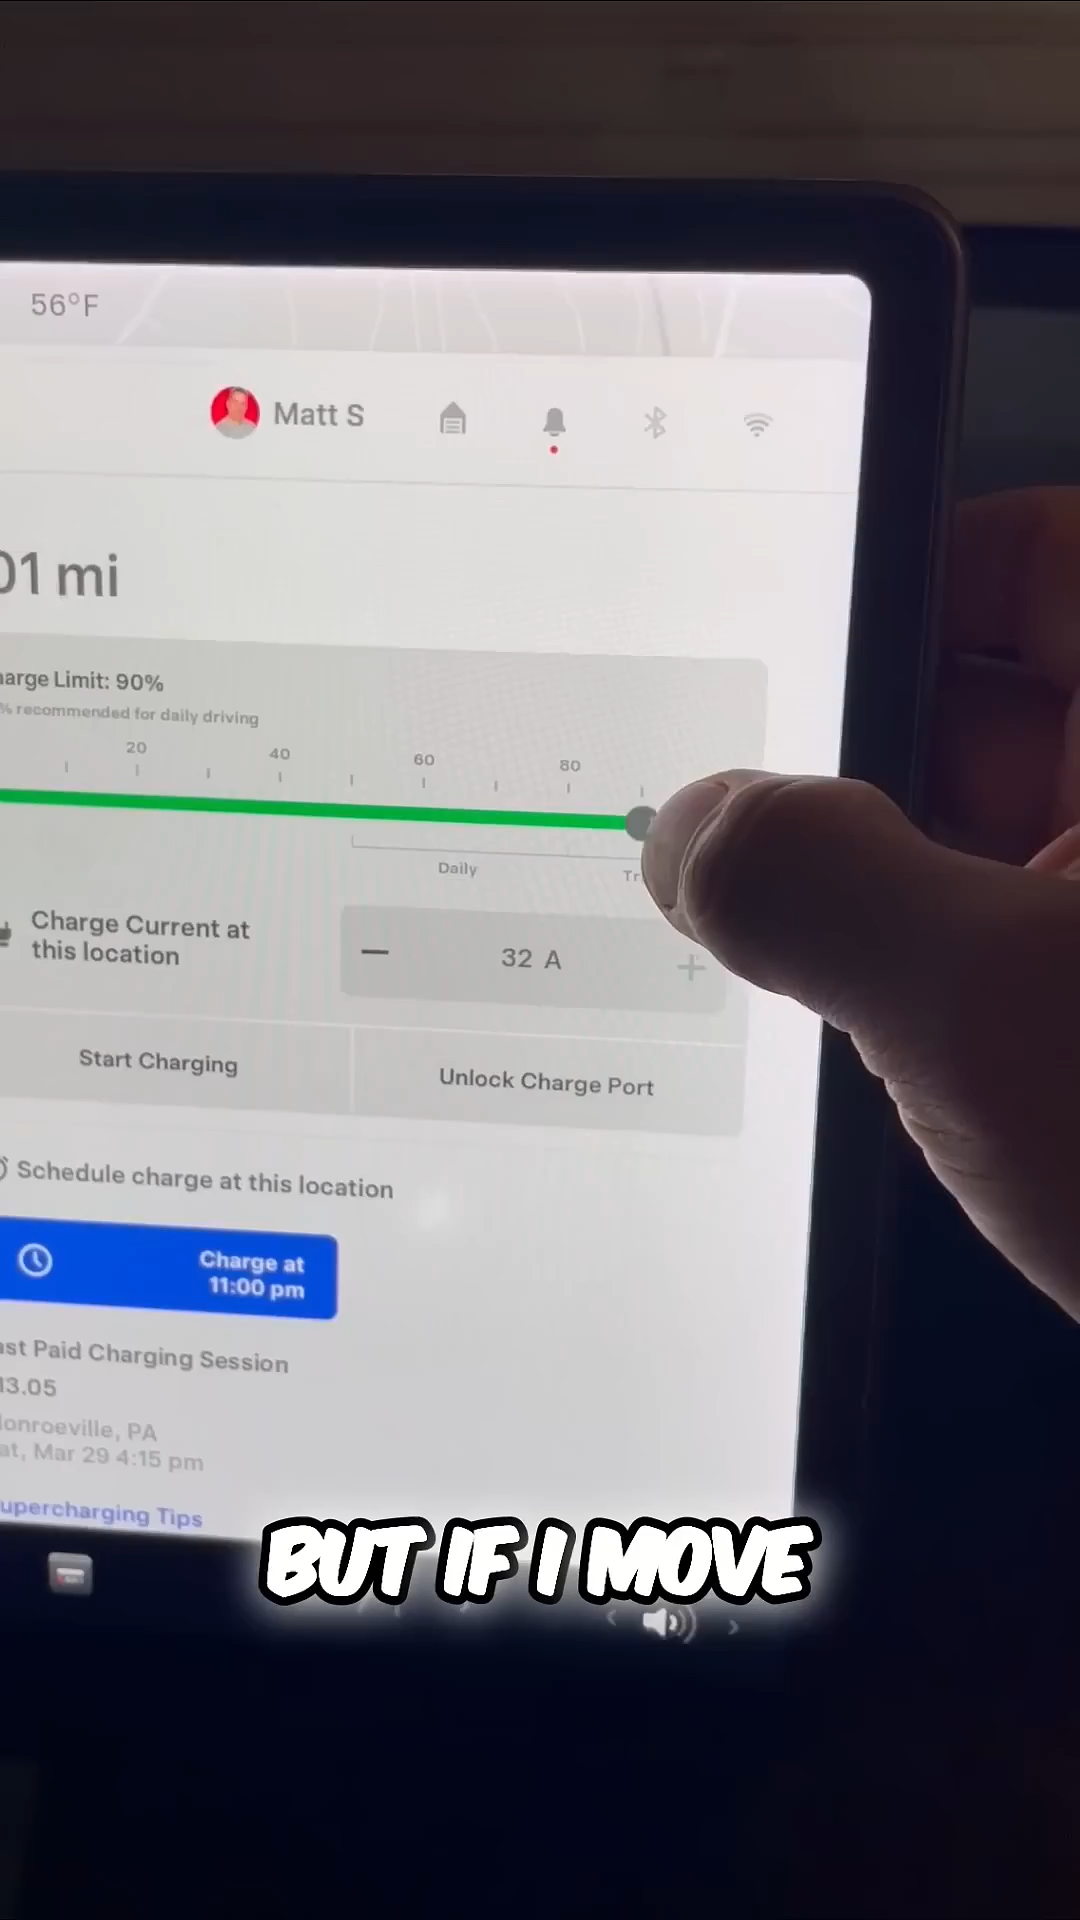 56°F
Matt S
01 mi
arge Limit: 90%
% recommended for daily driving
20 40 60 80
Daily Tr
Charge Current at
this location
32 A
Start Charging
Unlock Charge Port
Schedule charge at this location
Charge at
11:00 pm
ast Paid Charging Session
13.05
onroeville, PA
at, Mar 29 4:15 pm
upercharging Tips
BUT IF I MOVE